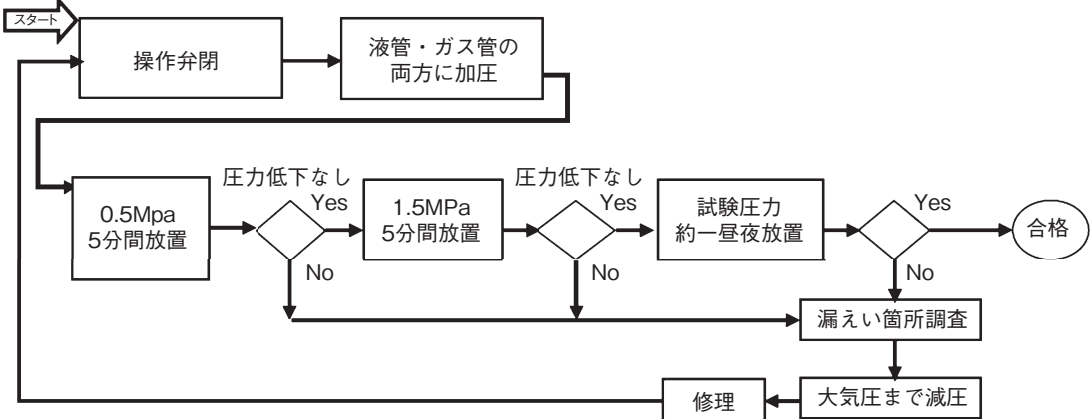 スタート
操作弁閉
液管・ガス管の
両方に加圧
0.5Mpa
5分間放置
圧力低下なし
Yes
No
1.5MPa
5分間放置
圧力低下なし
Yes
No
試験圧力
約一昼夜放置
Yes
No
合格
漏えい箇所調査
大気圧まで減圧
修理